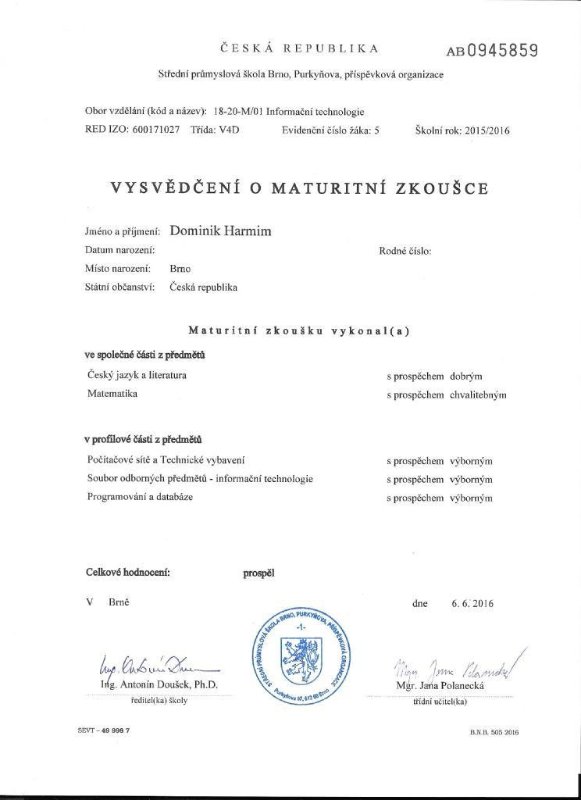 ČESKÁ REPUBLIKA
AB0945859
Střední průmyslová škola Brno, Purkyňova, příspěvková organizace
Obor vzdělání (kód a název): 18-20-M/01 Informační technologie
RED IZO: 600171027 Třída: V4D Evidenční číslo žáka: 5 Školní rok: 2015/2016
VYSVĚDČENÍ O MATURITNÍ ZKOUŠCE
Jméno a příjmení: Dominik Harmim
Datum narození: Rodné číslo:
Místo narození: Brno
Státní občanství: Česká republika
Maturitní zkoušku vykonal(a)
ve společné části z předmětů
Český jazyk a literatura s prospěchem dobrým
Matematika s prospěchem chvalitebným
v profilové části z předmětů
Počítačové sítě a Technické vybavení s prospěchem výborným
Soubor odborných předmětů - informační technologie s prospěchem výborným
Programování a databáze s prospěchem výborným
Celkové hodnocení: prospěl
V Brně dne 6. 6. 2016
STŘEDNÍ PRŮMYSLOVÁ ŠKOLA BRNO, PURKYŇOVA, PŘÍSPĚVKOVÁ ORGANIZACE
-1-
Purkyňova 97, 612 00 Brno
Ing. Antonín Doušek, Ph.D.
ředitel(ka) školy
Mgr. Jana Polanecká
třídní učitel(ka)
SEVT – 49 998 7
B.N.B. 505 2016